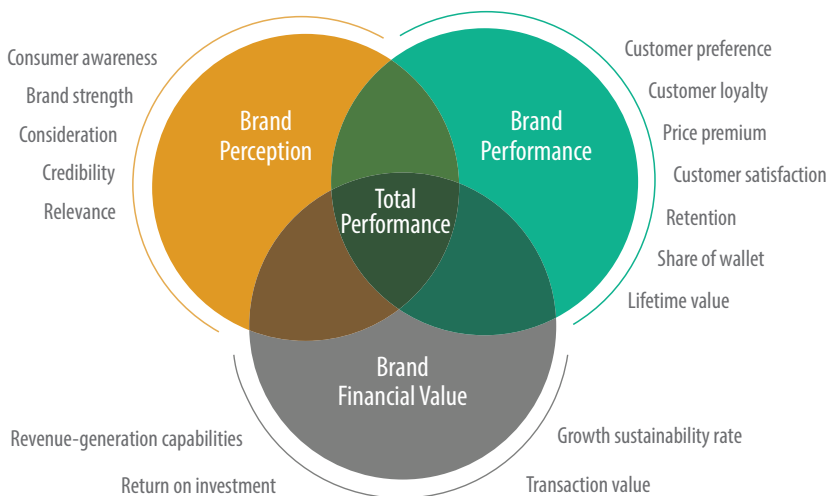 Consumer awareness
Brand strength
Consideration
Credibility
Relevance
Brand
Perception
Brand
Performance
Customer preference
Customer loyalty
Price premium
Customer satisfaction
Retention
Share of wallet
Lifetime value
Total
Performance
Brand
Financial Value
Revenue-generation capabilities
Return on investment
Growth sustainability rate
Transaction value